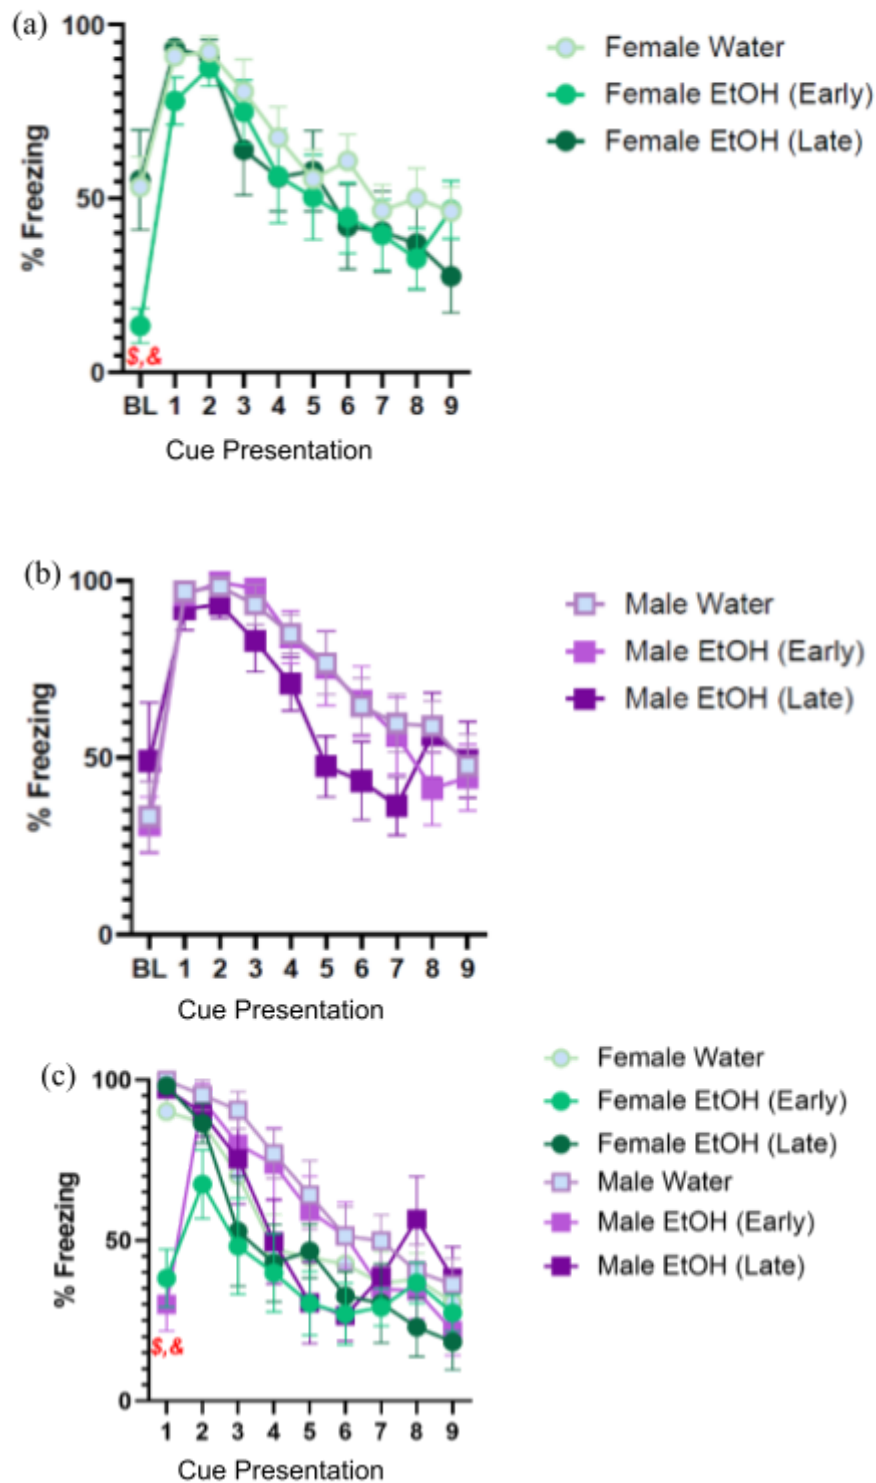 (a)
100
50
0
% Freezing
$,&
BL 1 2 3 4 5 6 7 8 9
Cue Presentation
Female Water
Female EtOH (Early)
Female EtOH (Late)
(b)
100
50
0
% Freezing
BL 1 2 3 4 5 6 7 8 9
Cue Presentation
Male Water
Male EtOH (Early)
Male EtOH (Late)
(c)
100
50
0
% Freezing
$,&
1 2 3 4 5 6 7 8 9
Cue Presentation
Female Water
Female EtOH (Early)
Female EtOH (Late)
Male Water
Male EtOH (Early)
Male EtOH (Late)